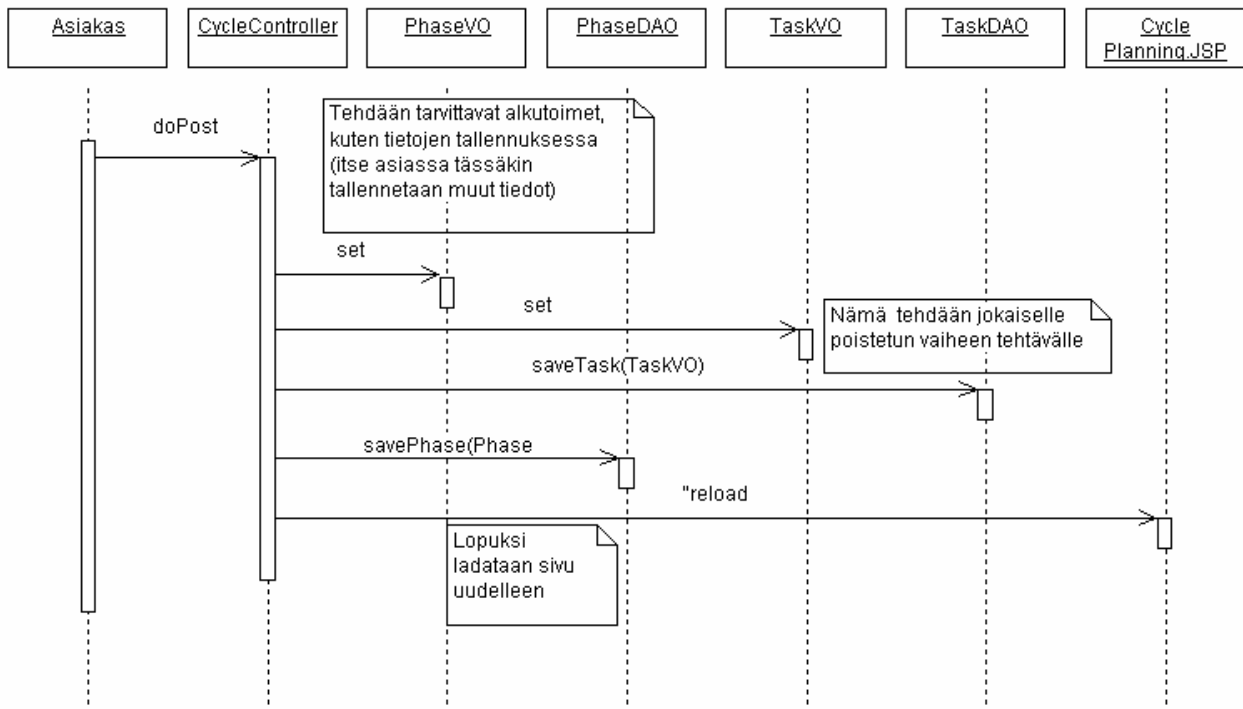 Asiakas
CycleController
PhaseVO
PhaseDAO
TaskVO
TaskDAO
Cycle
Planning.JSP
doPost
Tehdään tarvittavat alkutoimet,
kuten tietojen tallennuksessa
(itse asiassa tässäkin
tallennetaan muut tiedot)
set
set
Nämä tehdään jokaiselle
poistetun vaiheen tehtävälle
saveTask(TaskVO)
savePhase(Phase
"reload
Lopuksi
ladataan sivu
uudelleen